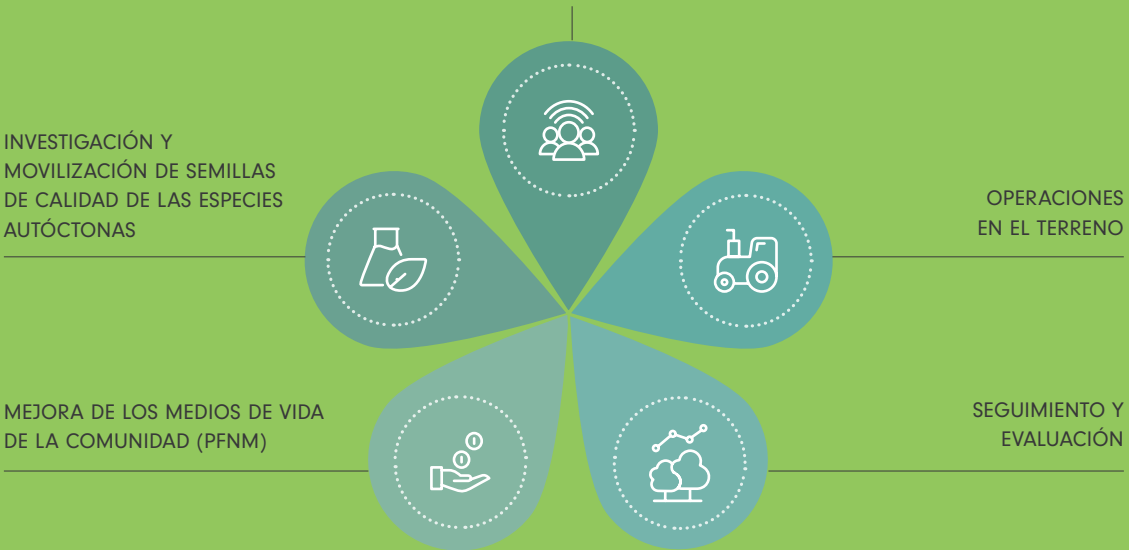 INVESTIGACIÓN Y
MOVILIZACIÓN DE SEMILLAS
DE CALIDAD DE LAS ESPECIES
AUTÓCTONAS
OPERACIONES
EN EL TERRENO
MEJORA DE LOS MEDIOS DE VIDA
DE LA COMUNIDAD (PFNM)
SEGUIMIENTO Y
EVALUACIÓN